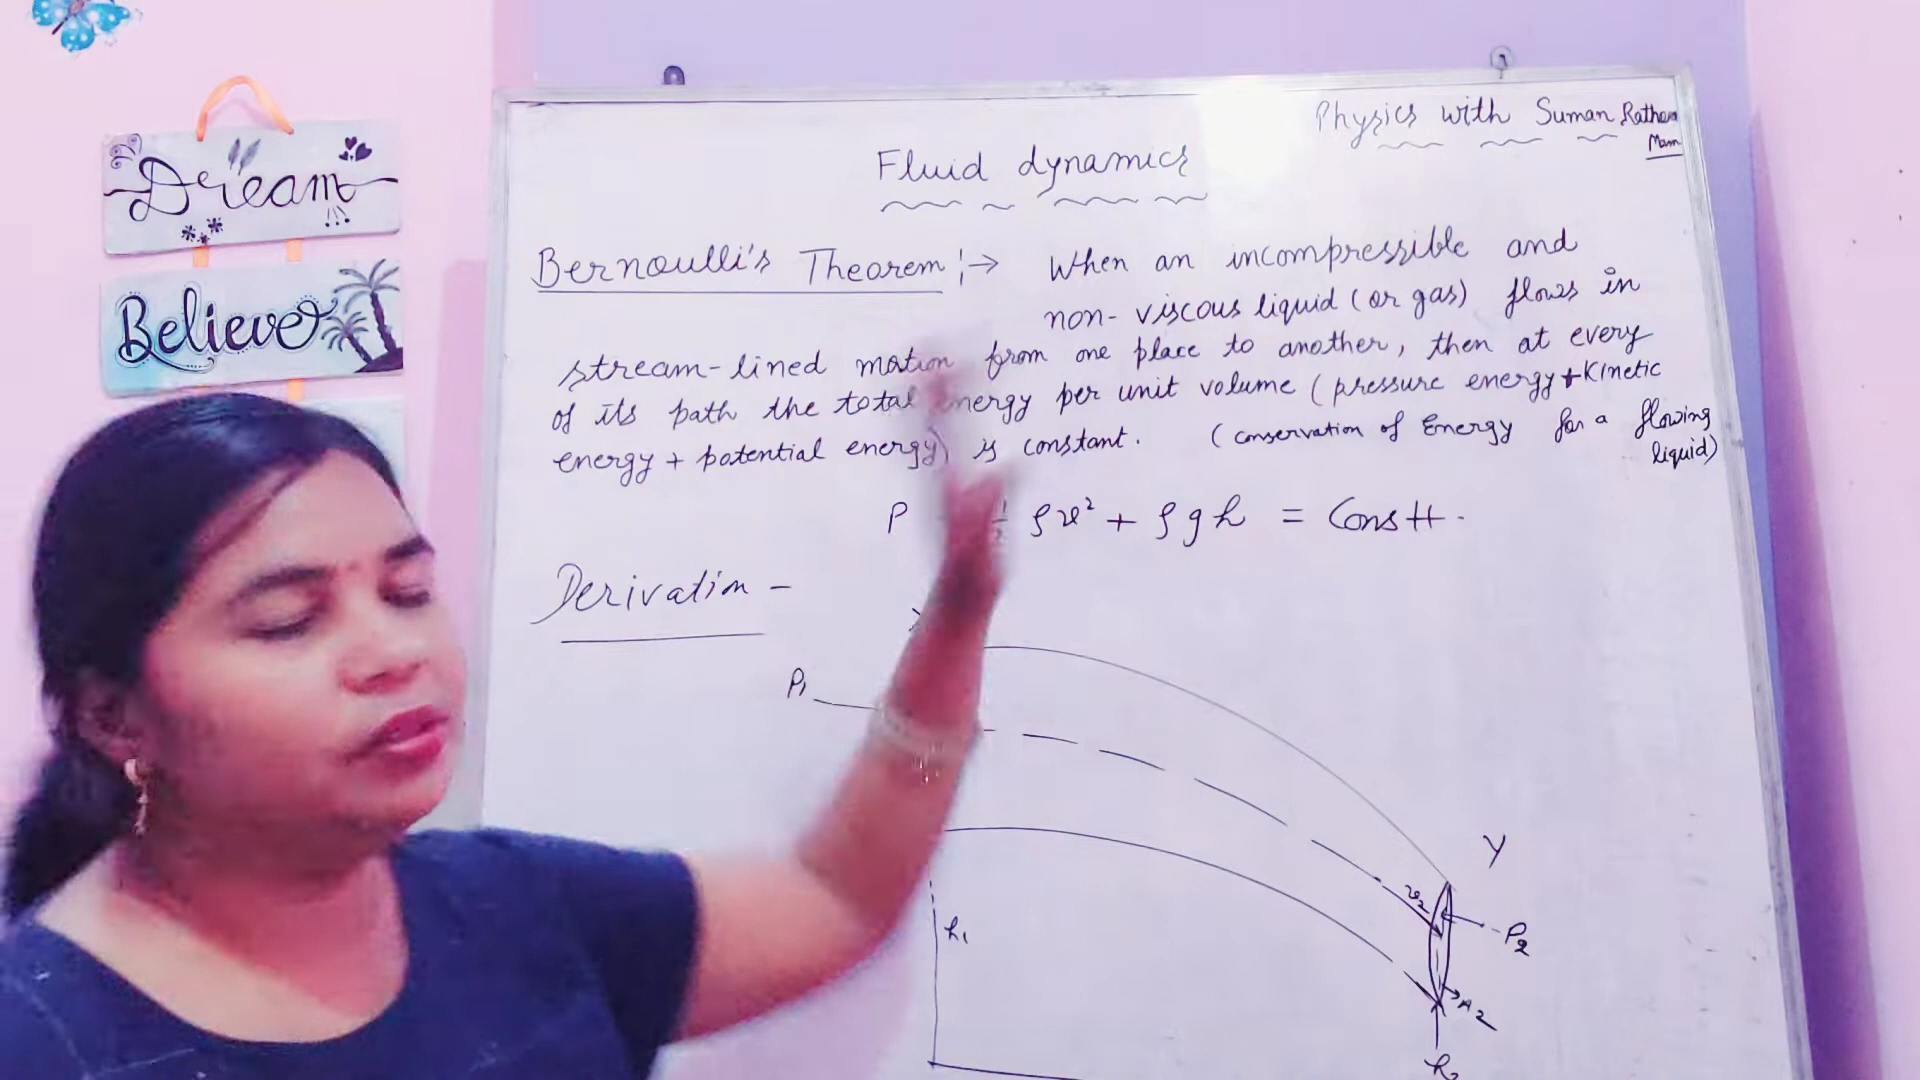 Dream
Believe
Physics with Suman Rathore
Mam
Fluid dynamics
Bernoulli's Theorem :→ When an incompressible and
non-viscous liquid (or gas) flows in
stream-lined motion from one place to another, then at every
of its path the total energy per unit volume (pressure energy + Kinetic
energy + potential energy) is constant. (conservation of Energy for a flowing
liquid)
P 1/2 ρv² + ρgh = Constt.
Derivation -
P₁
Y
v₂
P₂
h₁
A₂
h₂